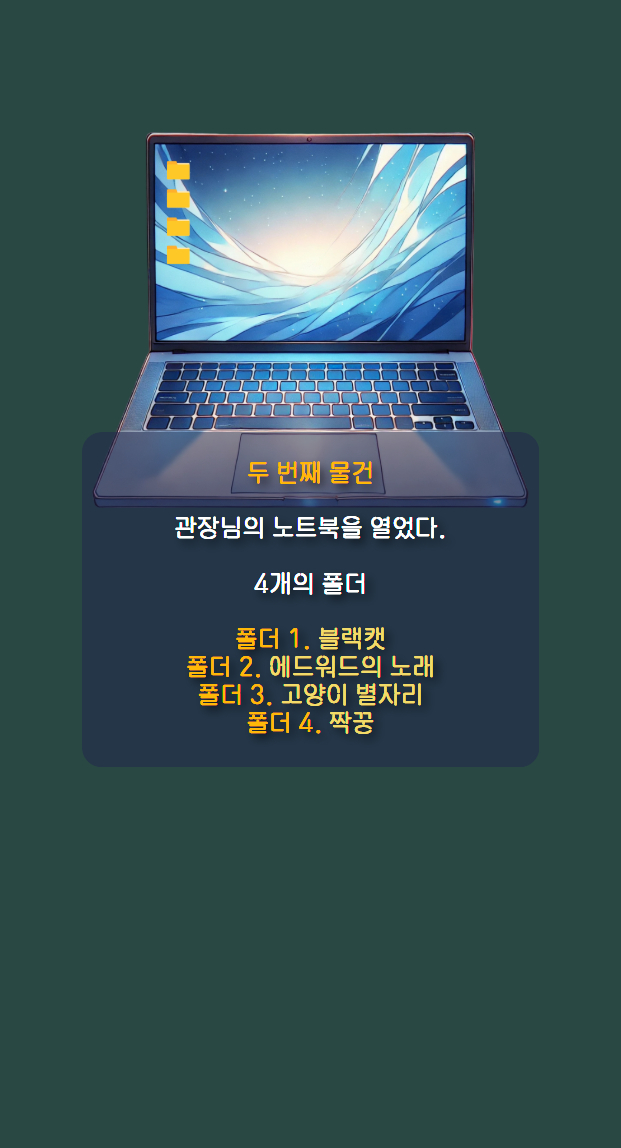 두 번째 물건
관장님의 노트북을 열었다.
4개의 폴더
폴더 1. 블랙캣
폴더 2. 에드워드의 노래
폴더 3. 고양이 별자리
폴더 4. 짝꿍